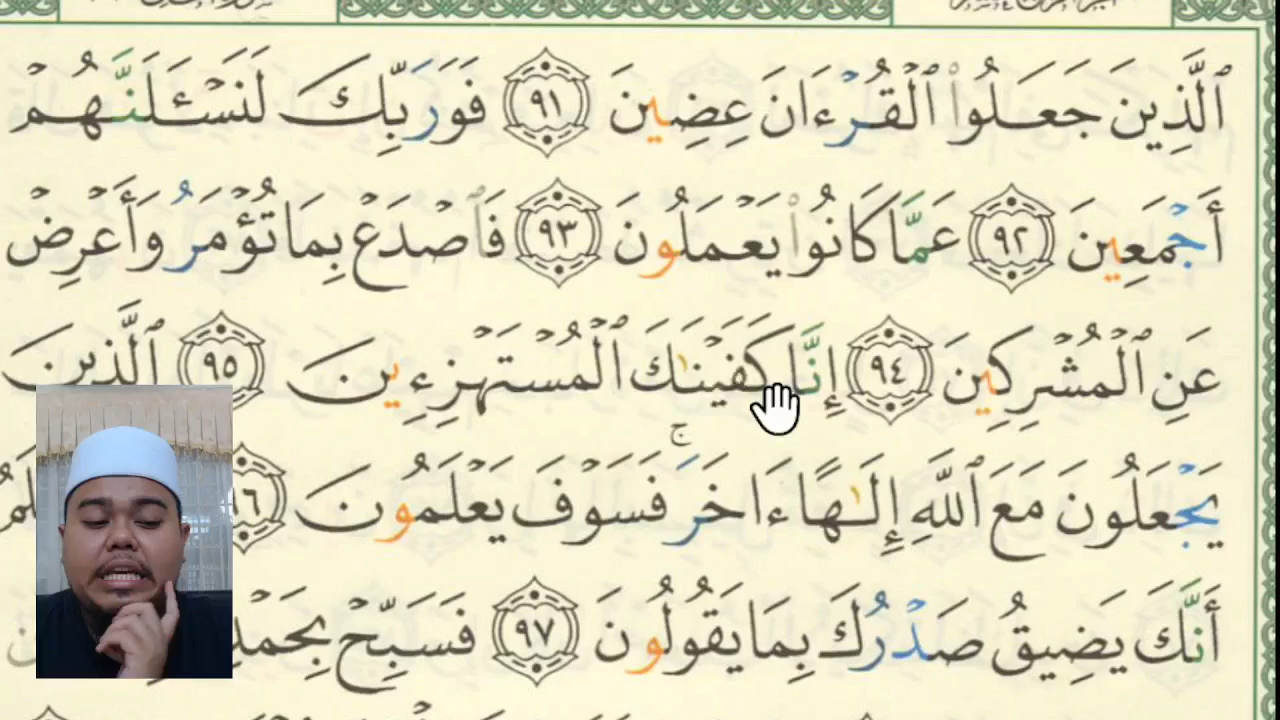 ٱلَّذِينَ جَعَلُوا۟ ٱلْقُرْءَانَ عِضِينَ ٩١ فَوَرَبِّكَ لَنَسْـَٔلَنَّهُمْ
أَجْمَعِينَ ٩٢ عَمَّا كَانُوا۟ يَعْمَلُونَ ٩٣ فَٱصْدَعْ بِمَا تُؤْمَرُ وَأَعْرِضْ
عَنِ ٱلْمُشْرِكِينَ ٩٤ إِنَّا كَفَيْنَٰكَ ٱلْمُسْتَهْزِءِينَ ٩٥ ٱلَّذِينَ
يَجْعَلُونَ مَعَ ٱللَّهِ إِلَٰهًا ءَاخَرَ ۚ فَسَوْفَ يَعْلَمُونَ
أَنَّكَ يَضِيقُ صَدْرُكَ بِمَا يَقُولُونَ ٩٧ فَسَبِّحْ